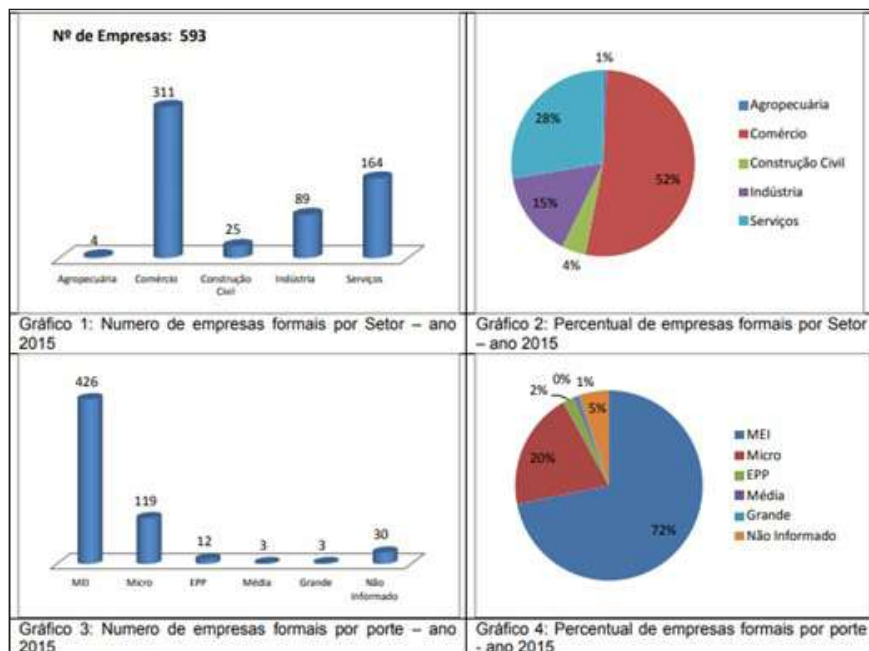 Nº de Empresas: 593
311
164
89
25
4
Agropecuária Comércio Construção Civil Indústria Serviços
1%
28%
52%
15%
4%
Agropecuária
Comércio
Construção Civil
Indústria
Serviços
Gráfico 1: Numero de empresas formais por Setor – ano
2015
Gráfico 2: Percentual de empresas formais por Setor
– ano 2015
426
119
12
3
3
30
MEI Micro EPP Média Grande Não Informado
2%
0%
1%
5%
20%
72%
MEI
Micro
EPP
Média
Grande
Não Informado
Gráfico 3: Numero de empresas formais por porte – ano
2015
Gráfico 4: Percentual de empresas formais por porte
- ano 2015